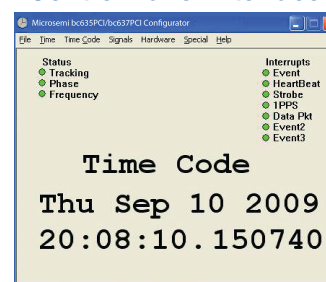 Microsemi bc635PCI/bc637PCI Configurator
File Time Time Code Signals Hardware Special Help
Status
Tracking
Phase
Frequency
Interrupts
Event
HeartBeat
Strobe
1PPS
Data Pkt
Event2
Event3
Time Code
Thu Sep 10 2009
20:08:10.150740